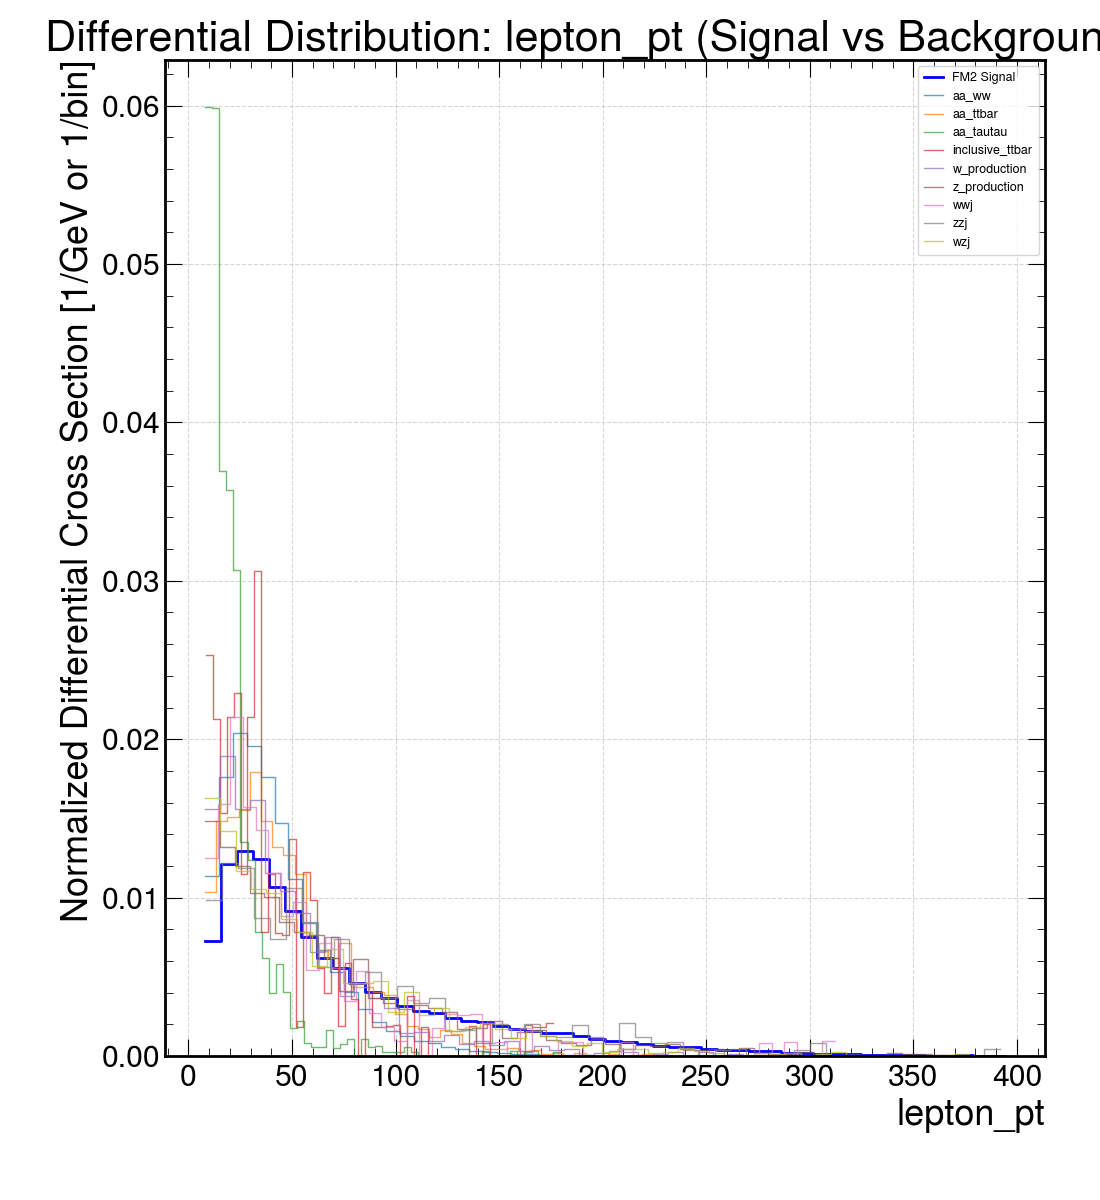 Differential Distribution: lepton_pt (Signal vs Backgroun
Normalized Differential Cross Section [1/GeV or 1/bin]
0.06
0.05
0.04
0.03
0.02
0.01
0.00
FM2 Signal
aa_ww
aa_ttbar
aa_tautau
inclusive_ttbar
w_production
z_production
wwj
zzj
wzj
0 50 100 150 200 250 300 350 400
lepton_pt